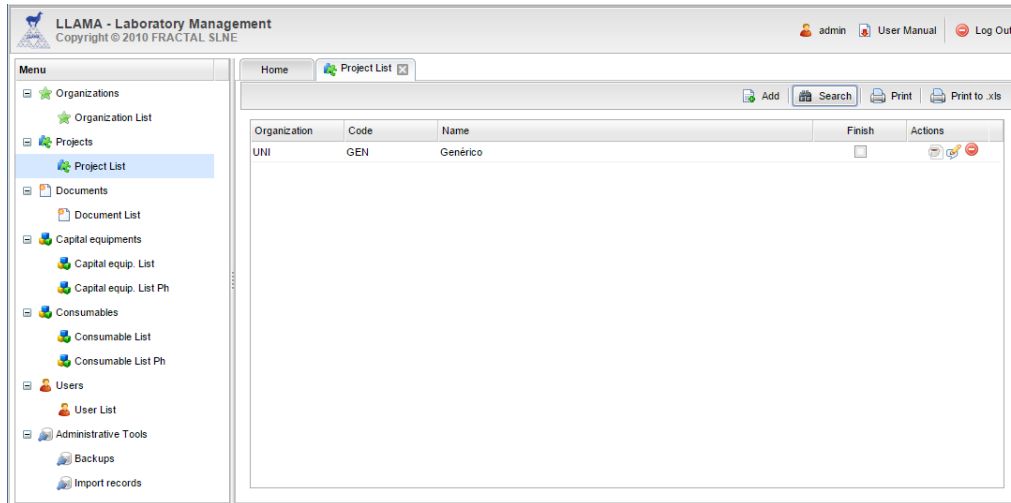 LLAMA - Laboratory Management
Copyright © 2010 FRACTAL SLNE
admin User Manual Log Out
Menu
Organizations
Organization List
Projects
Project List
Documents
Document List
Capital equipments
Capital equip. List
Capital equip. List Ph
Consumables
Consumable List
Consumable List Ph
Users
User List
Administrative Tools
Backups
Import records
Home Project List
Add Search Print Print to .xls
Organization Code Name Finish Actions
UNI GEN Genérico